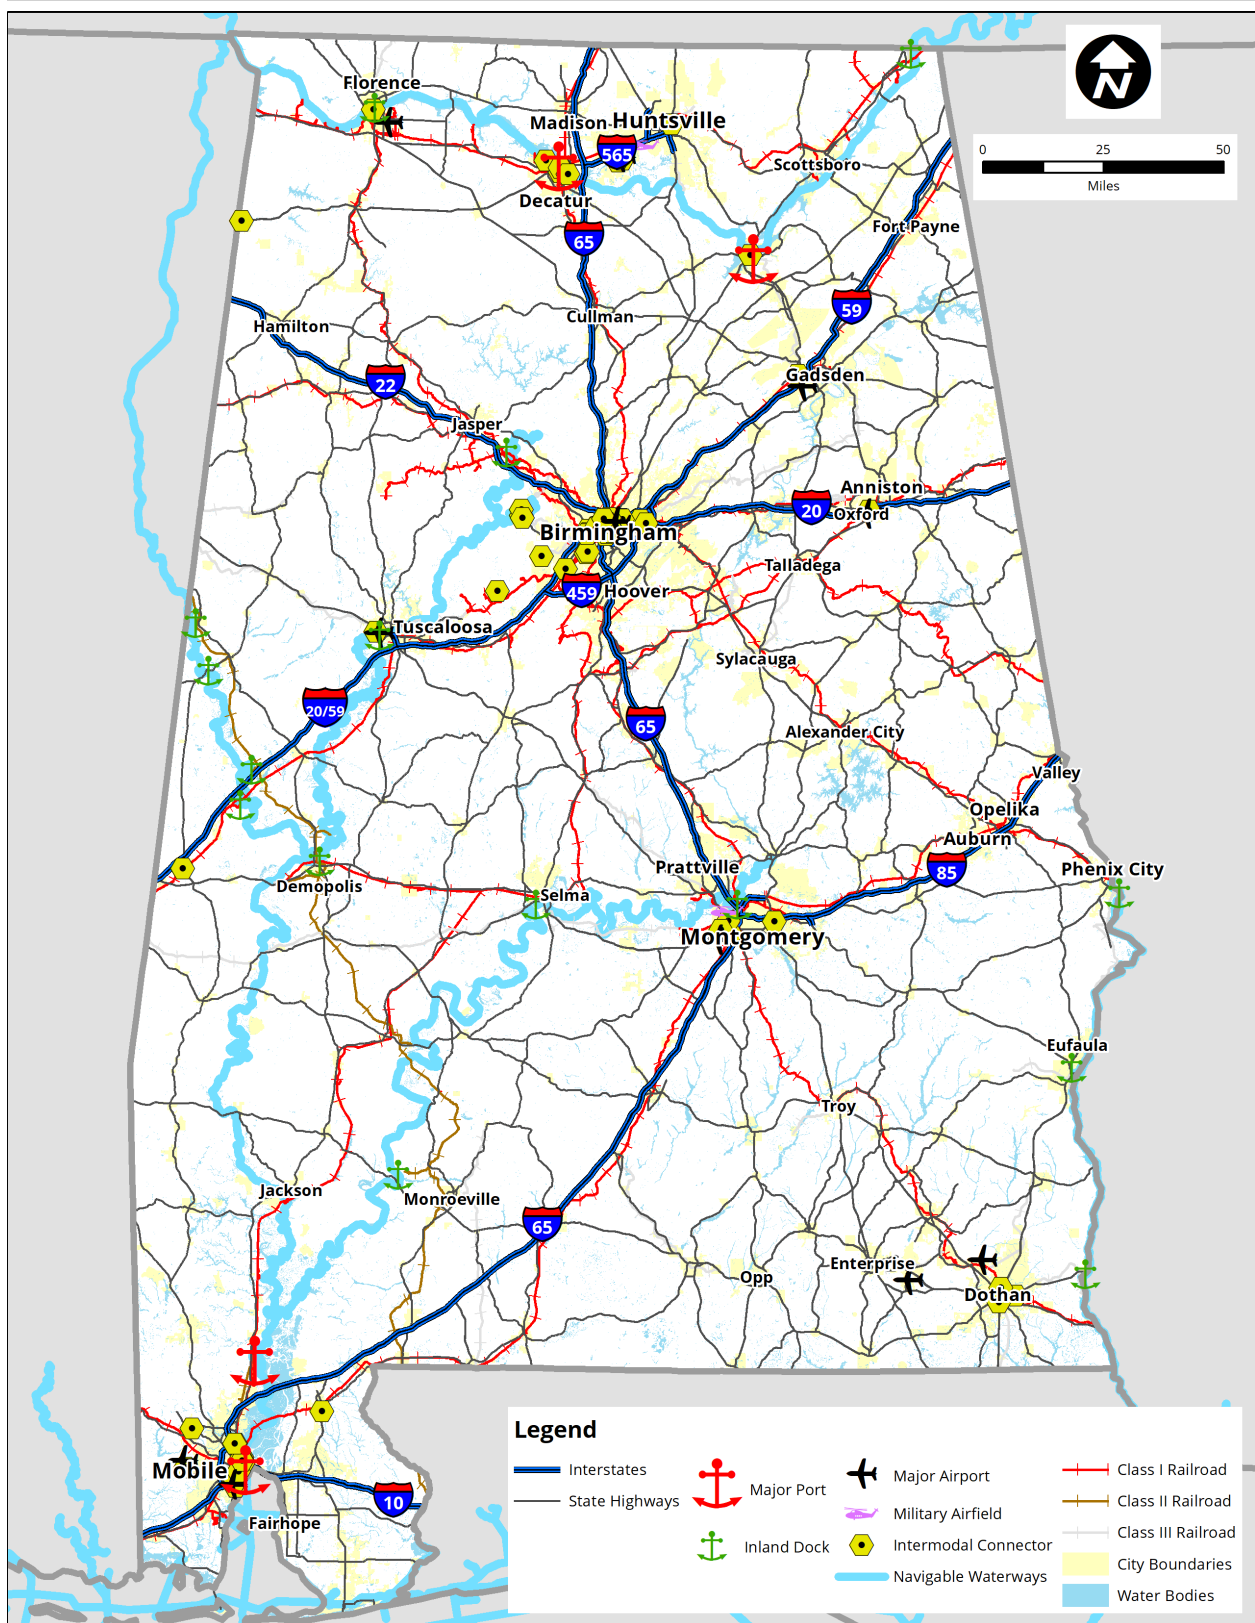 Florence
Madison
Huntsville
N
0 25 50
Miles
565
Scottsboro
Decatur
65
Fort Payne
59
Hamilton
Cullman
22
Gadsden
Jasper
Anniston
20
Oxford
Birmingham
Talladega
459
Hoover
Tuscaloosa
Sylacauga
20/59
65
Alexander City
Valley
Opelika
Auburn
Prattville
85
Phenix City
Demopolis
Selma
Montgomery
Eufaula
Troy
Jackson
Monroeville
65
Enterprise
Opp
Dothan
Mobile
10
Fairhope
Legend
Interstates
State Highways
Major Port
Inland Dock
Major Airport
Military Airfield
Intermodal Connector
Navigable Waterways
Class I Railroad
Class II Railroad
Class III Railroad
City Boundaries
Water Bodies